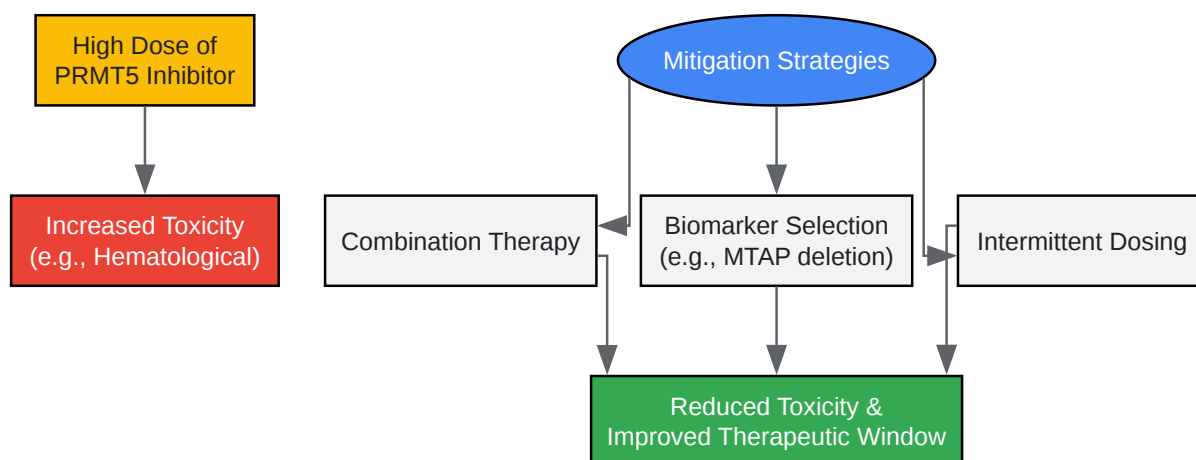 High Dose of
PRMT5 Inhibitor
Mitigation Strategies
Increased Toxicity
(e.g., Hematological)
Combination Therapy
Biomarker Selection
(e.g., MTAP deletion)
Intermittent Dosing
Reduced Toxicity &
Improved Therapeutic Window